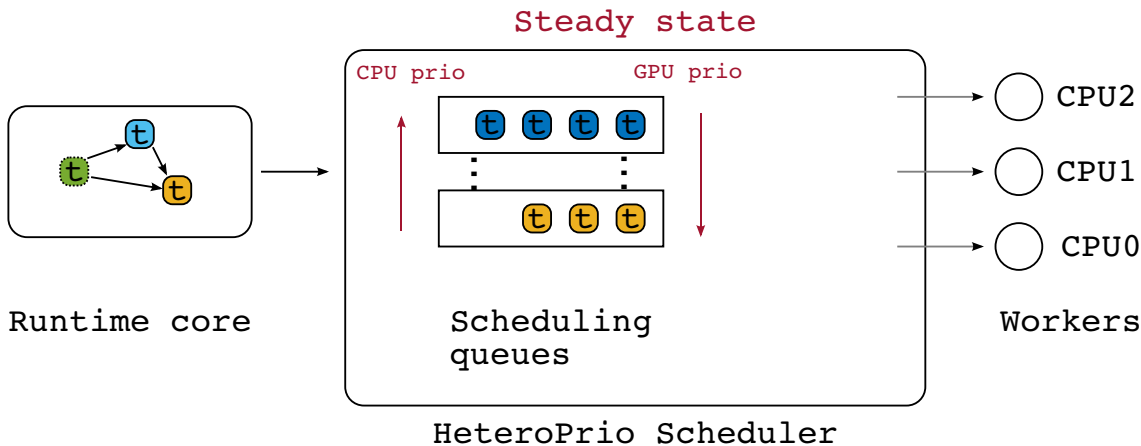 Steady state
CPU prio
GPU prio
t t t t
t
t
t
t t t
CPU2
CPU1
CPU0
Runtime core
Scheduling
queues
Workers
HeteroPrio Scheduler